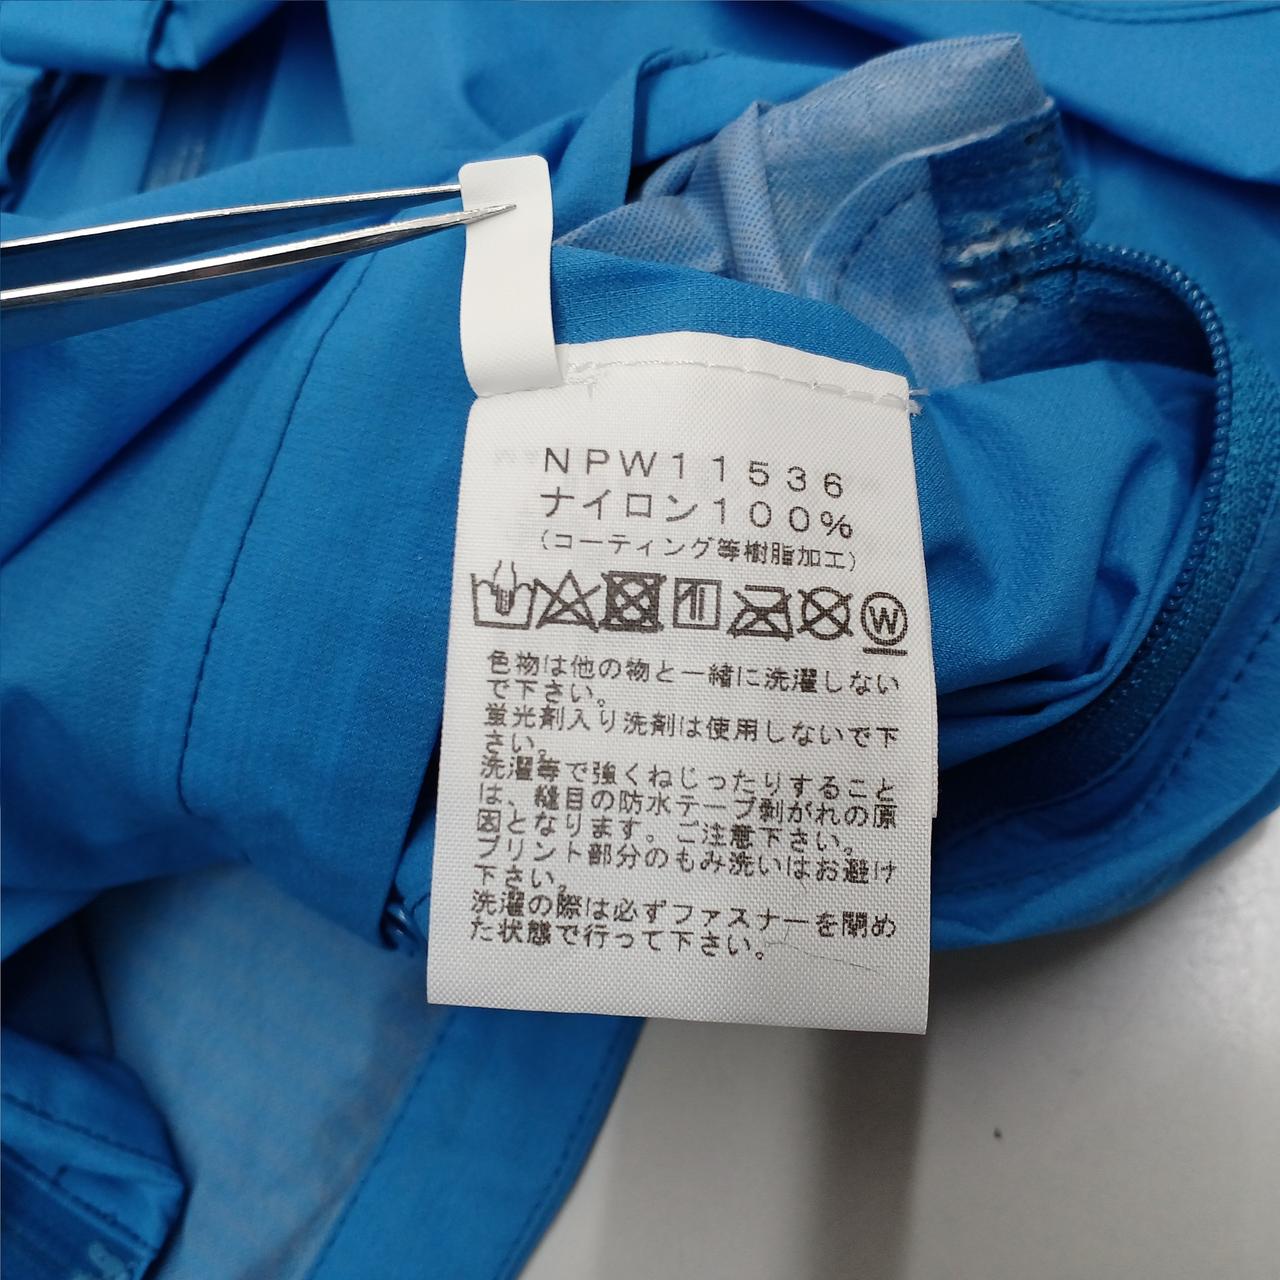 NPW11536
ナイロン100%
(コーティング等樹脂加工)
W
色物は他の物と一緒に洗濯しない
で下さい。
蛍光剤入り洗剤は使用しないで下
さい。
洗濯等で強くねじったりすること
は、縫目の防水テープ剥がれの原
因となります。ご注意下さい。
プリント部分のもみ洗いはお避け
下さい。
洗濯の際は必ずファスナーを閉め
た状態で行って下さい。